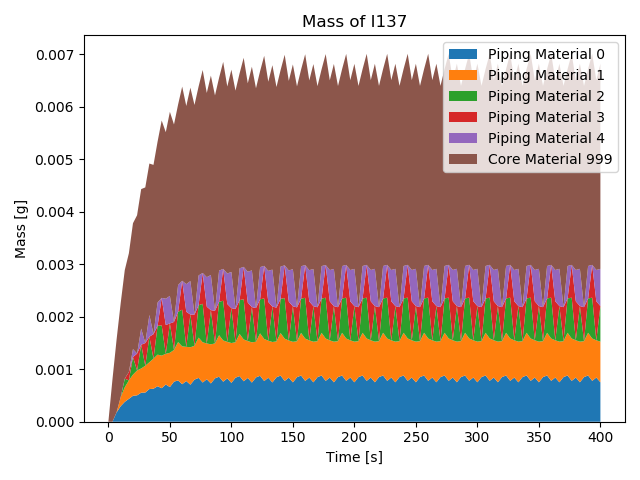 Mass of I137
Mass [g]
0.007
0.006
0.005
0.004
0.003
0.002
0.001
0.000
Piping Material 0
Piping Material 1
Piping Material 2
Piping Material 3
Piping Material 4
Core Material 999
0 50 100 150 200 250 300 350 400
Time [s]